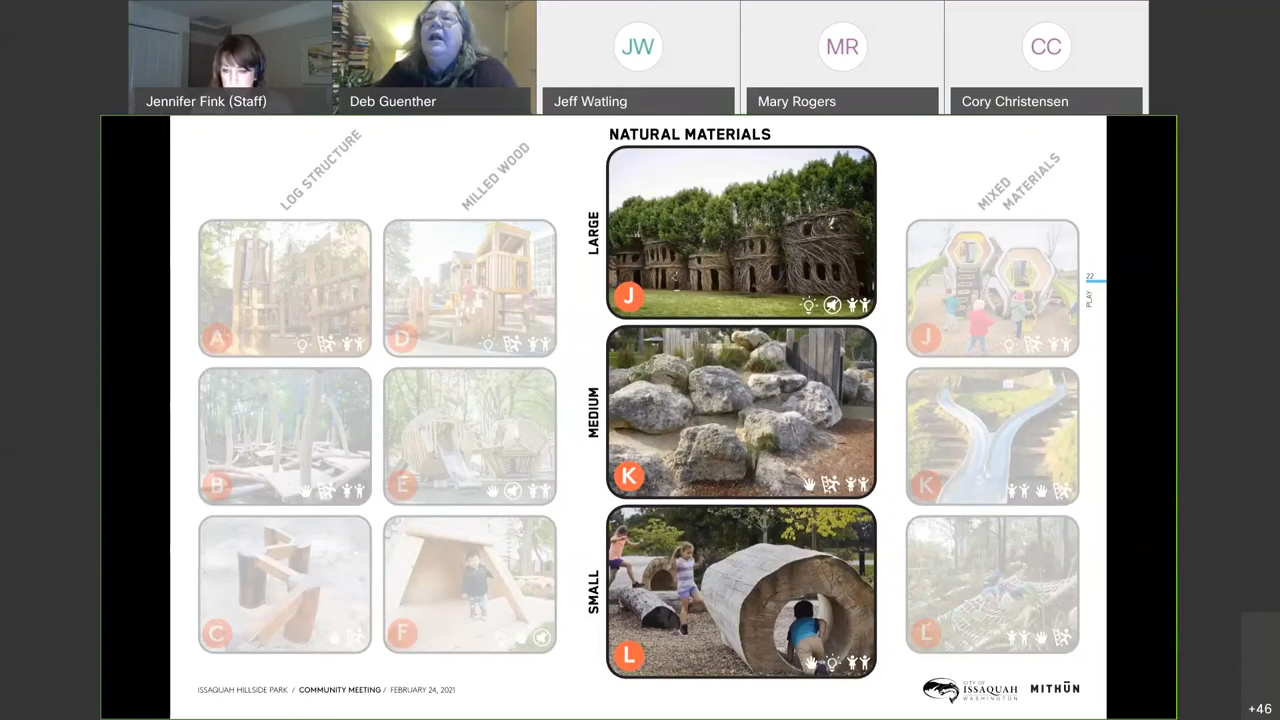 JW
MR
CC
Jennifer Fink (Staff)
Deb Guenther
Jeff Watling
Mary Rogers
Cory Christensen
LOG STRUCTURE
MILLED WOOD
NATURAL MATERIALS
MIXED
MATERIALS
LARGE
A
D
J
J
22
PLAY
MEDIUM
B
E
K
K
SMALL
C
F
L
L
ISSAQUAH HILLSIDE PARK / COMMUNITY MEETING / FEBRUARY 24, 2021
CITY OF
ISSAQUAH
WASHINGTON
MITHŪN
+46